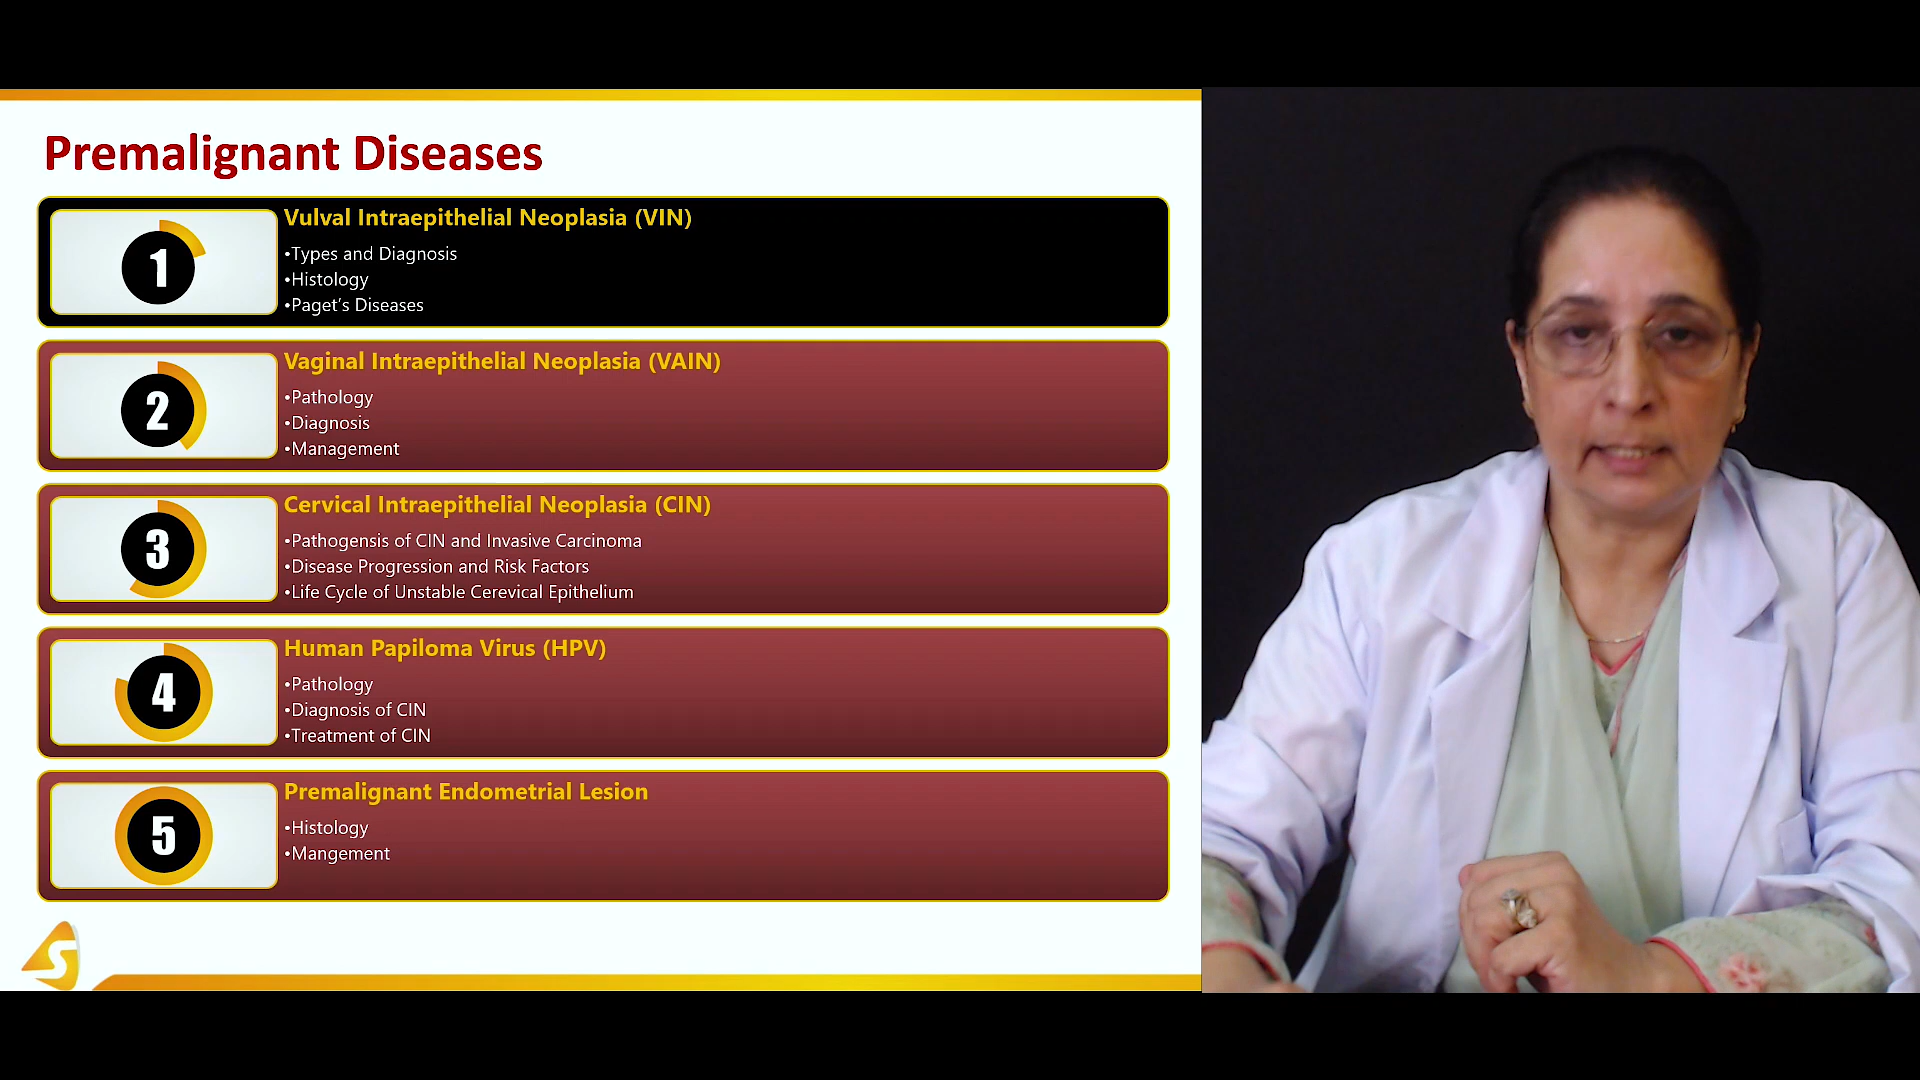 Premalignant Diseases
1
Vulval Intraepithelial Neoplasia (VIN)
•Types and Diagnosis
•Histology
•Paget's Diseases
2
Vaginal Intraepithelial Neoplasia (VAIN)
•Pathology
•Diagnosis
•Management
3
Cervical Intraepithelial Neoplasia (CIN)
•Pathogensis of CIN and Invasive Carcinoma
•Disease Progression and Risk Factors
•Life Cycle of Unstable Cerevical Epithelium
4
Human Papiloma Virus (HPV)
•Pathology
•Diagnosis of CIN
•Treatment of CIN
5
Premalignant Endometrial Lesion
•Histology
•Mangement
S